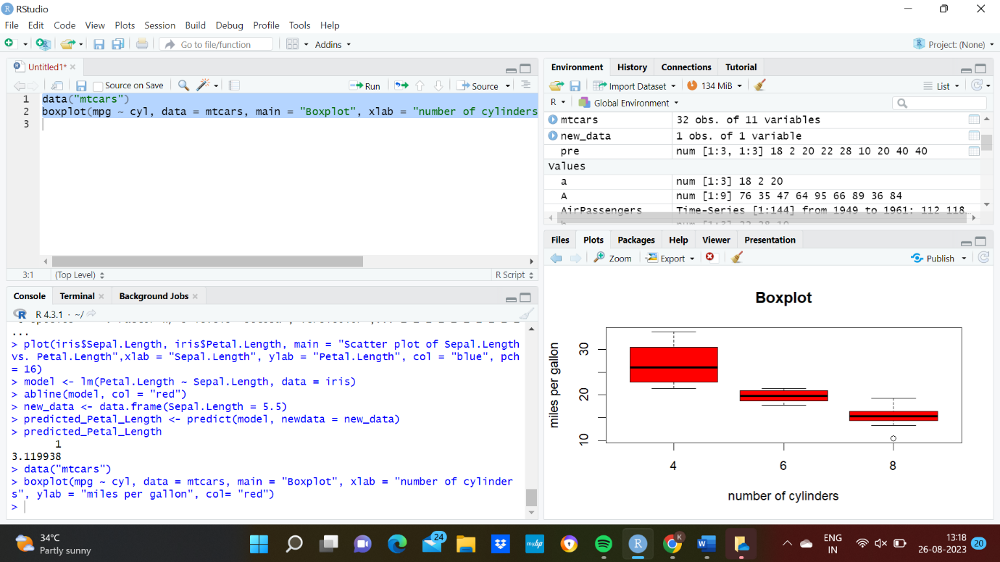 RStudio
File Edit Code View Plots Session Build Debug Profile Tools Help
Go to file/function Addins Project: (None)
Untitled1*
Source on Save Run Source
1 data("mtcars")
2 boxplot(mpg ~ cyl, data = mtcars, main = "Boxplot", xlab = "number of cylinders
3
3:1 (Top Level) R Script
Console Terminal Background Jobs
R 4.3.1 · ~/
...
> plot(iris$Sepal.Length, iris$Petal.Length, main = "Scatter plot of Sepal.Length
vs. Petal.Length",xlab = "Sepal.Length", ylab = "Petal.Length", col = "blue", pch
= 16)
> model <- lm(Petal.Length ~ Sepal.Length, data = iris)
> abline(model, col = "red")
> new_data <- data.frame(Sepal.Length = 5.5)
> predicted_Petal_Length <- predict(model, newdata = new_data)
> predicted_Petal_Length
1
3.119938
> data("mtcars")
> boxplot(mpg ~ cyl, data = mtcars, main = "Boxplot", xlab = "number of cylinder
s", ylab = "miles per gallon", col= "red")
>
Environment History Connections Tutorial
Import Dataset 134 MiB List
R Global Environment
mtcars 32 obs. of 11 variables
new_data 1 obs. of 1 variable
pre num [1:3, 1:3] 18 2 20 22 28 10 20 40 40
Values
a num [1:3] 18 2 20
A num [1:9] 76 35 47 64 95 66 89 36 84
AirPassengers Time-Series [1:144] from 1949 to 1961: 112 118…
Files Plots Packages Help Viewer Presentation
Zoom Export Publish
Boxplot
miles per gallon
30
20
10
4 6 8
number of cylinders
34°C
Partly sunny
24
myhp
R
K
W
ENG
IN
13:18
26-08-2023
20